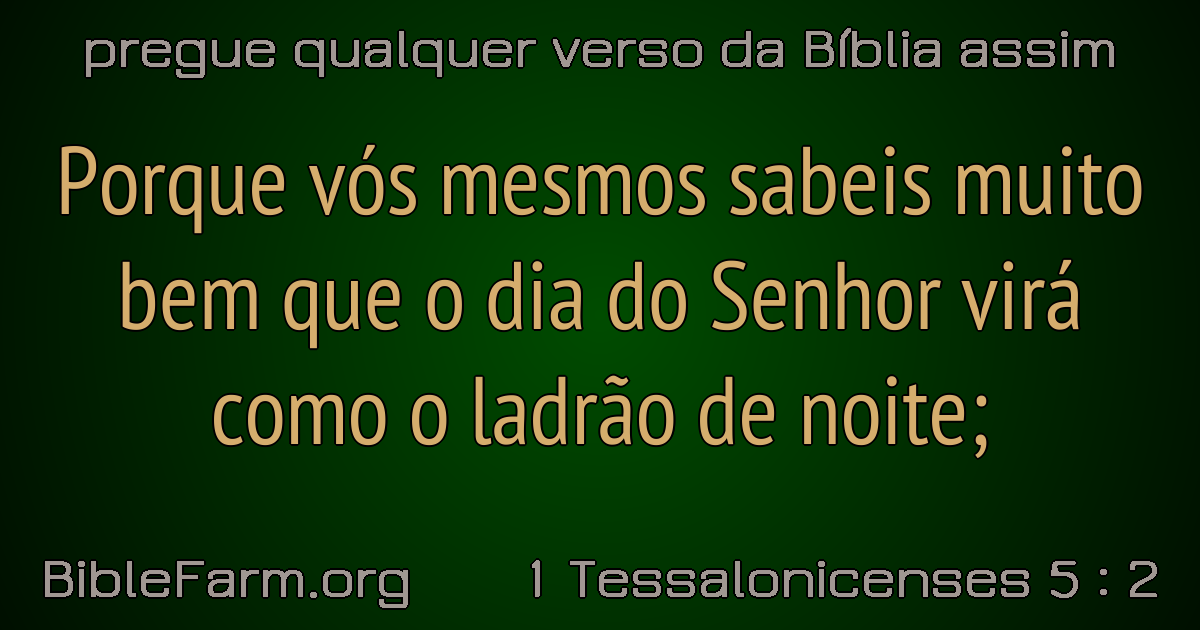 pregue qualquer verso da Bíblia assim
Porque vós mesmos sabeis muito
bem que o dia do Senhor virá
como o ladrão de noite;
BibleFarm.org 1 Tessalonicenses 5 : 2